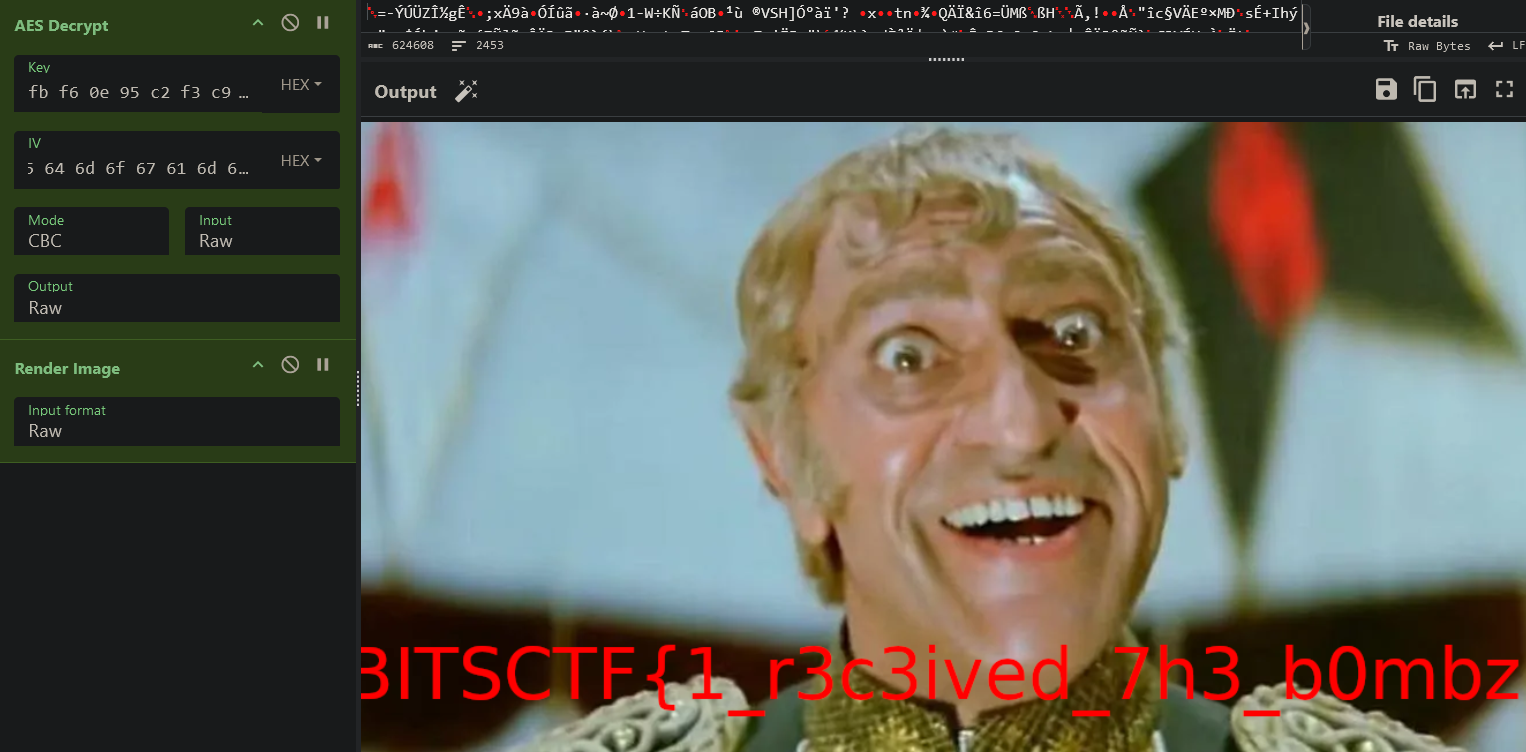 AES Decrypt
Key
fb f6 0e 95 c2 f3 c9 …
HEX
IV
64 6d 6f 67 61 6d 6…
HEX
Mode
CBC
Input
Raw
Output
Raw
Render Image
Input format
Raw
624608
2453
File details
Raw Bytes
LF
Output
BITSCTF{1_r3c3ived_7h3_b0mbz